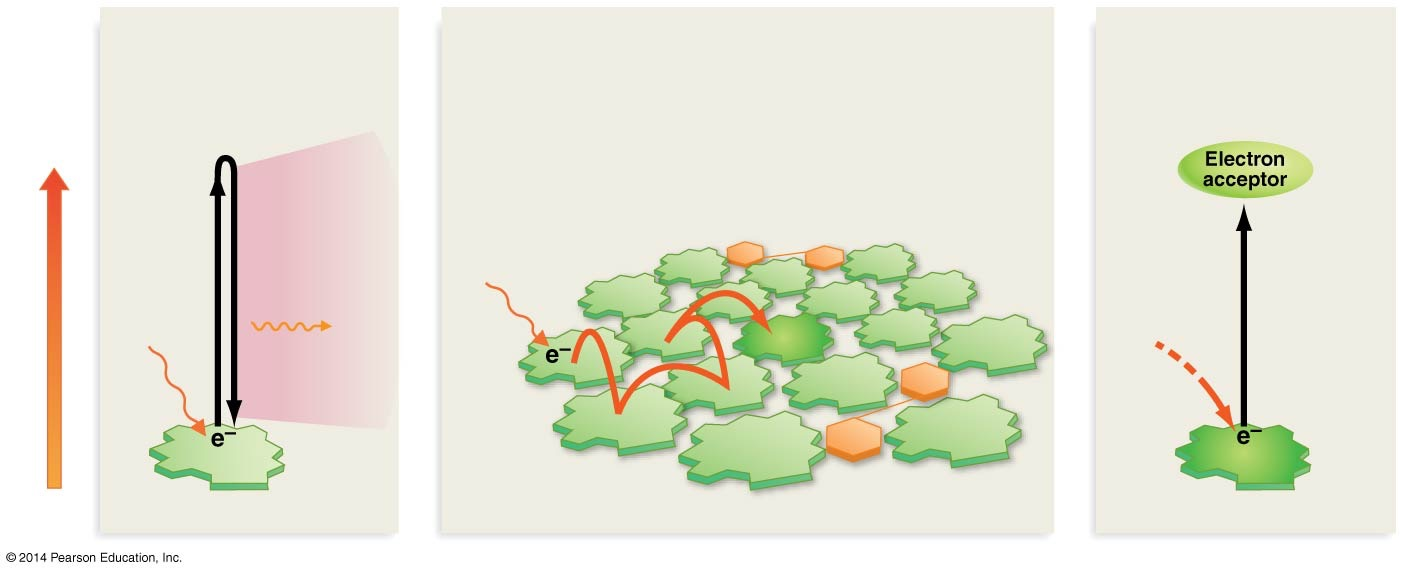 Electron
acceptor
e–
e–
e–
© 2014 Pearson Education, Inc.